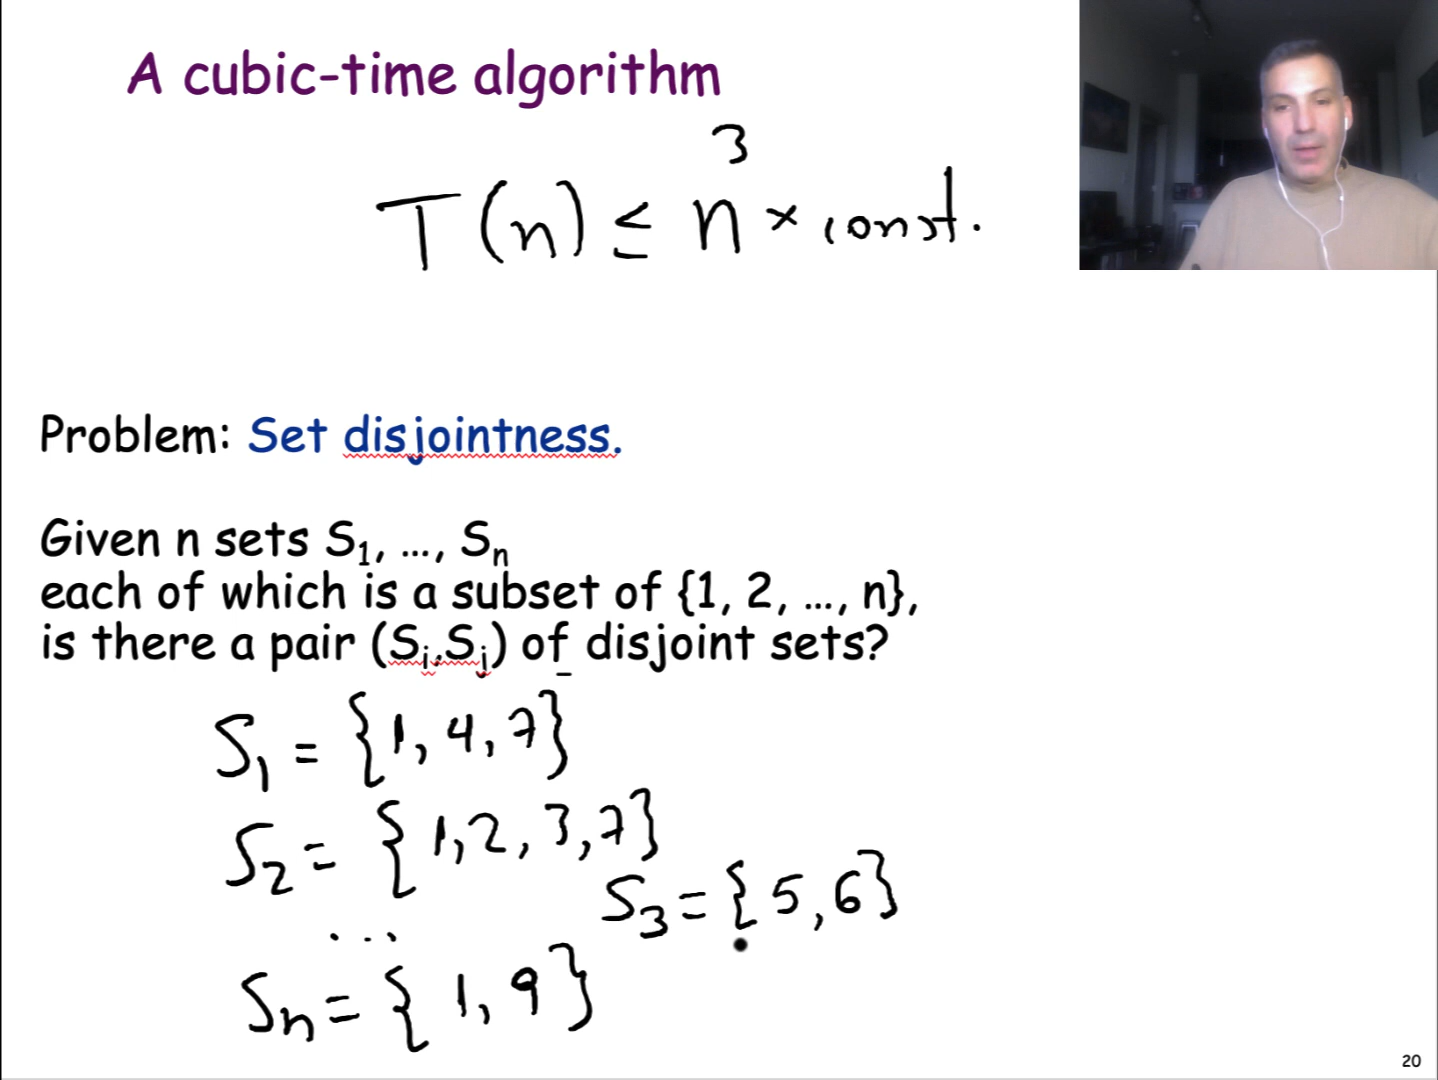 A cubic-time algorithm
T(n) ≤ n³ × const.
Problem: Set disjointness.
Given n sets S₁, ..., Sₙ
each of which is a subset of {1, 2, ..., n},
is there a pair (Sᵢ,Sⱼ) of disjoint sets?
S₁ = {1, 4, 7}
S₂ = {1, 2, 3, 7}
S₃ = {5, 6}
...
Sₙ = {1, 9}
20